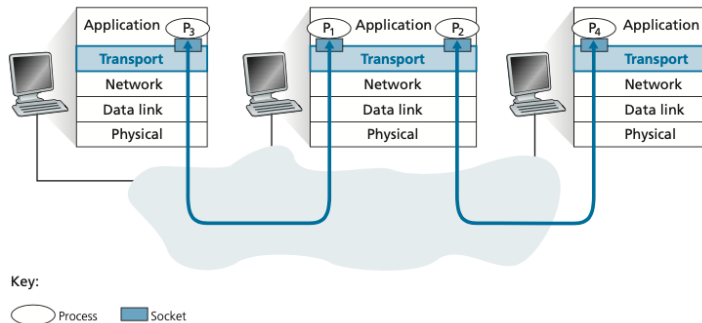 Application P3
Transport
Network
Data link
Physical
P1 Application P2
Transport
Network
Data link
Physical
P4 Application
Transport
Network
Data link
Physical
Key:
Process
Socket